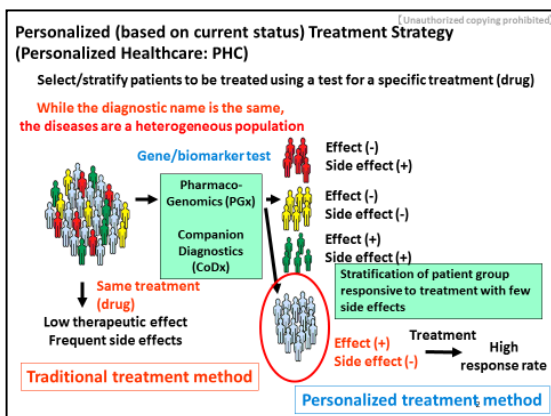 【Unauthorized copying prohibited】
Personalized (based on current status) Treatment Strategy
(Personalized Healthcare: PHC)
Select/stratify patients to be treated using a test for a specific treatment (drug)
While the diagnostic name is the same,
the diseases are a heterogeneous population
Gene/biomarker test
Pharmaco-
Genomics (PGx)
Companion
Diagnostics
(CoDx)
Effect (-)
Side effect (+)
Effect (-)
Side effect (-)
Effect (+)
Side effect (+)
Stratification of patient group
responsive to treatment with few
side effects
Same treatment
(drug)
Low therapeutic effect
Frequent side effects
Effect (+)
Side effect (-)
Treatment
High
response rate
Traditional treatment method
Personalized treatment method